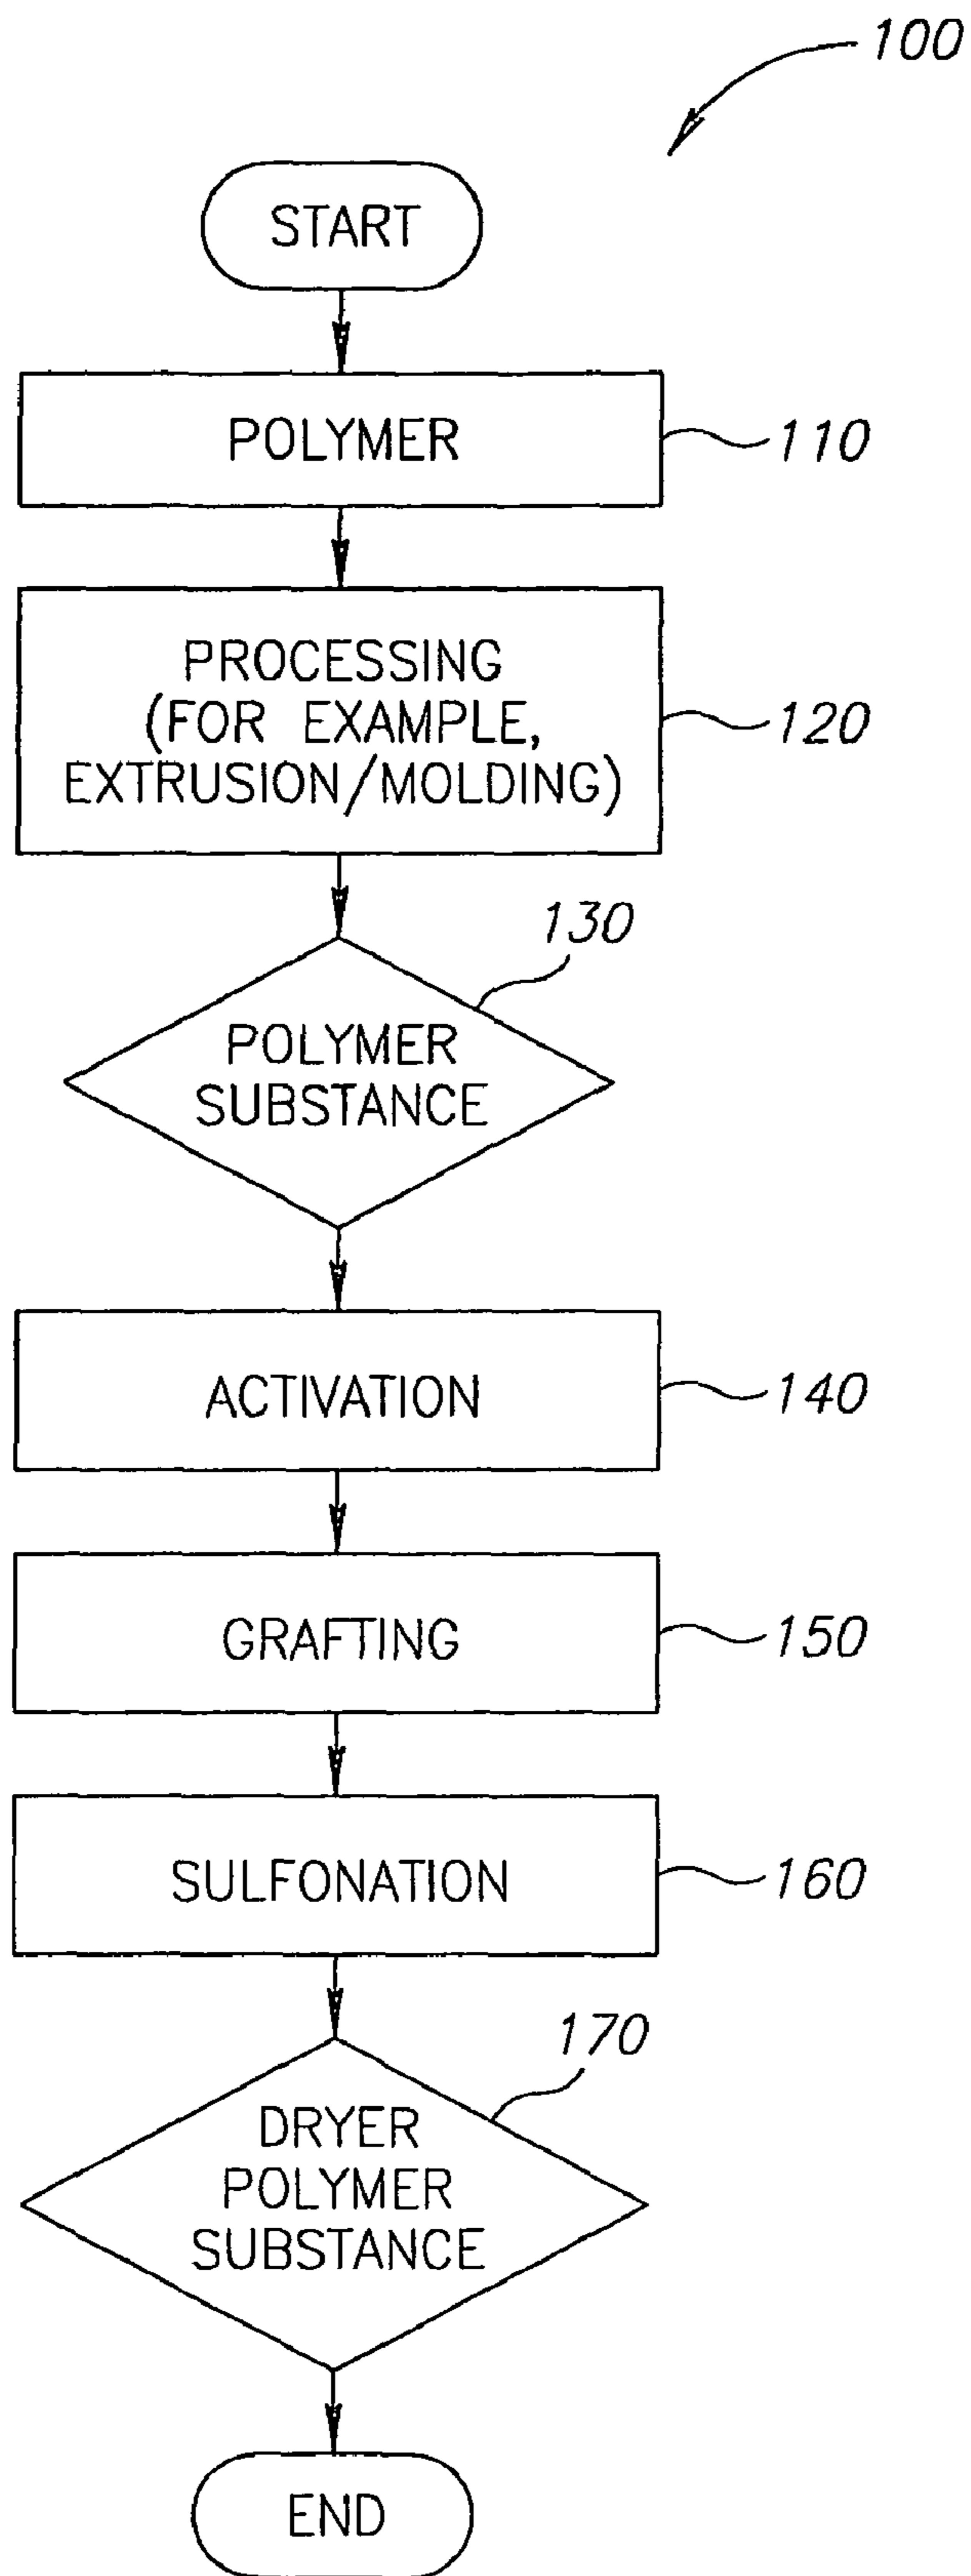 100
START
POLYMER
110
PROCESSING
(FOR EXAMPLE,
EXTRUSION/MOLDING)
120
130
POLYMER
SUBSTANCE
ACTIVATION
140
GRAFTING
150
SULFONATION
160
170
DRYER
POLYMER
SUBSTANCE
END